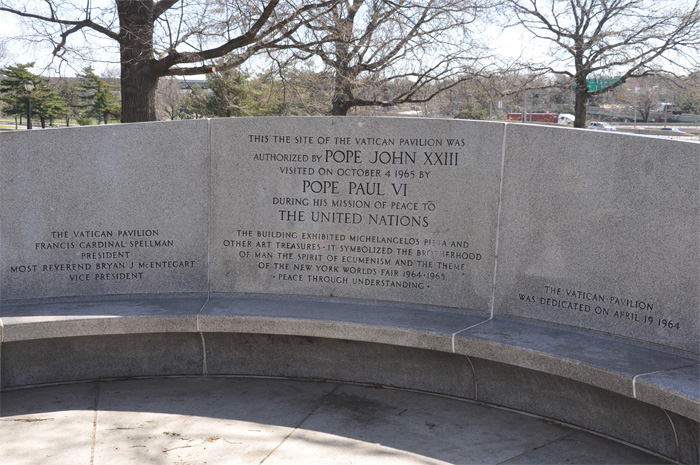 THE VATICAN PAVILION
FRANCIS CARDINAL SPELLMAN
PRESIDENT
MOST REVEREND BRYAN J McENTEGART
VICE PRESIDENT
THIS THE SITE OF THE VATICAN PAVILION WAS
AUTHORIZED BY POPE JOHN XXIII
VISITED ON OCTOBER 4 1965 BY
POPE PAUL VI
DURING HIS MISSION OF PEACE TO
THE UNITED NATIONS
THE BUILDING EXHIBITED MICHELANGELO'S PIETA AND
OTHER ART TREASURES · IT SYMBOLIZED THE BROTHERHOOD
OF MAN THE SPIRIT OF ECUMENISM AND THE THEME
OF THE NEW YORK WORLD'S FAIR 1964-1965
- PEACE THROUGH UNDERSTANDING -
THE VATICAN PAVILION
WAS DEDICATED ON APRIL 19 1964